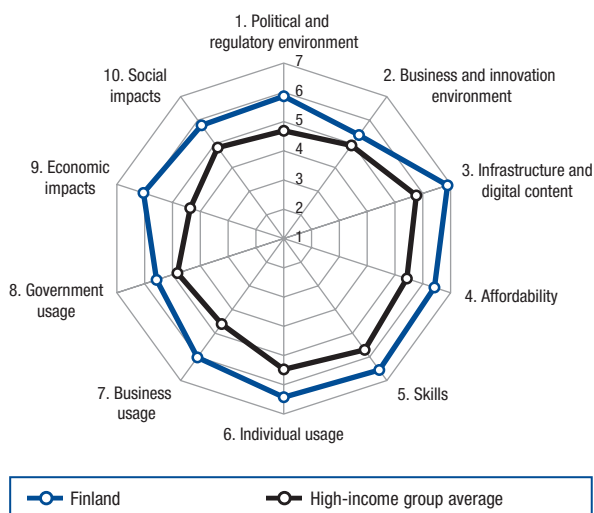 1. Political and
regulatory environment
2. Business and innovation
environment
3. Infrastructure and
digital content
4. Affordability
5. Skills
6. Individual usage
7. Business
usage
8. Government
usage
9. Economic
impacts
10. Social
impacts
7
6
5
4
3
2
1
Finland
High-income group average